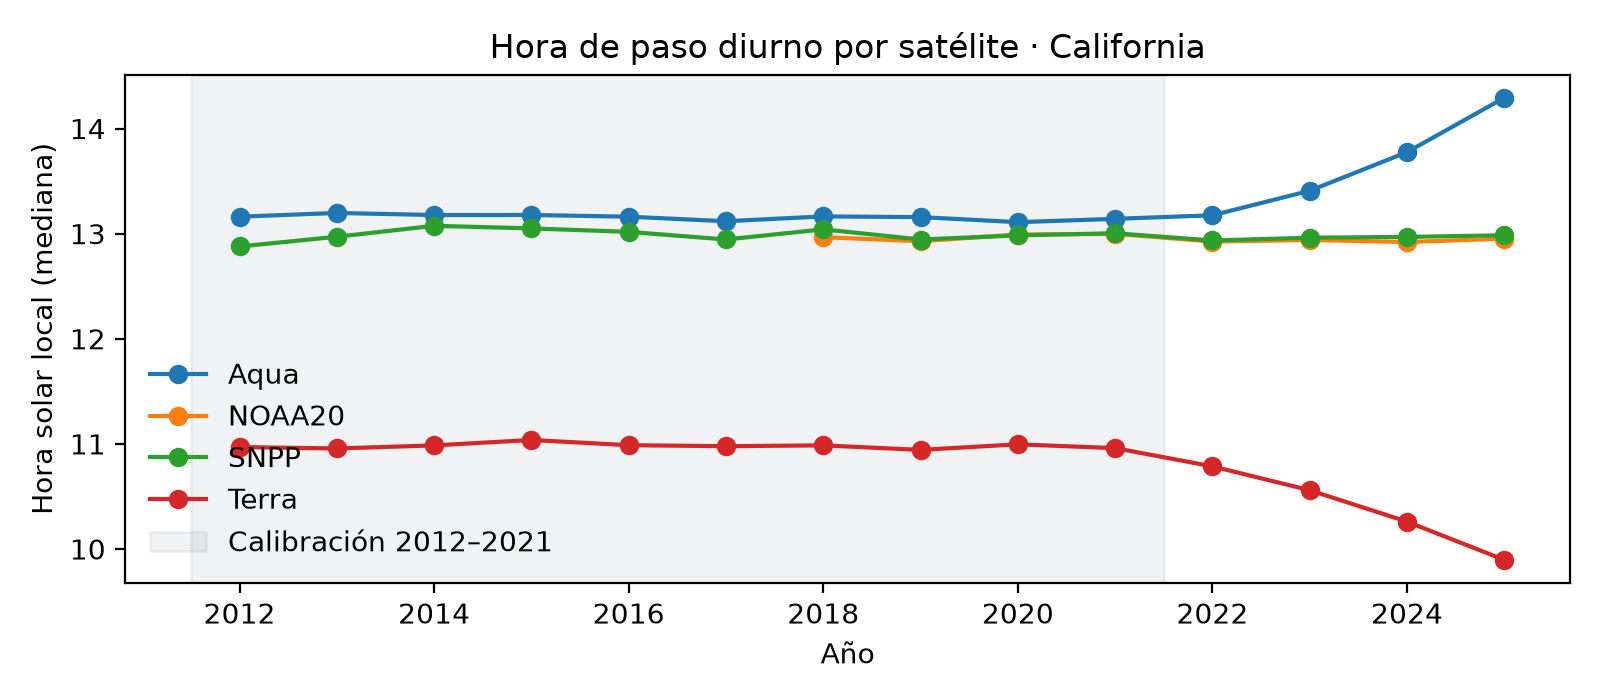 Hora de paso diurno por satélite · California
Hora solar local (mediana)
14
13
12
11
10
Aqua
NOAA20
SNPP
Terra
Calibración 2012–2021
2012 2014 2016 2018 2020 2022 2024
Año